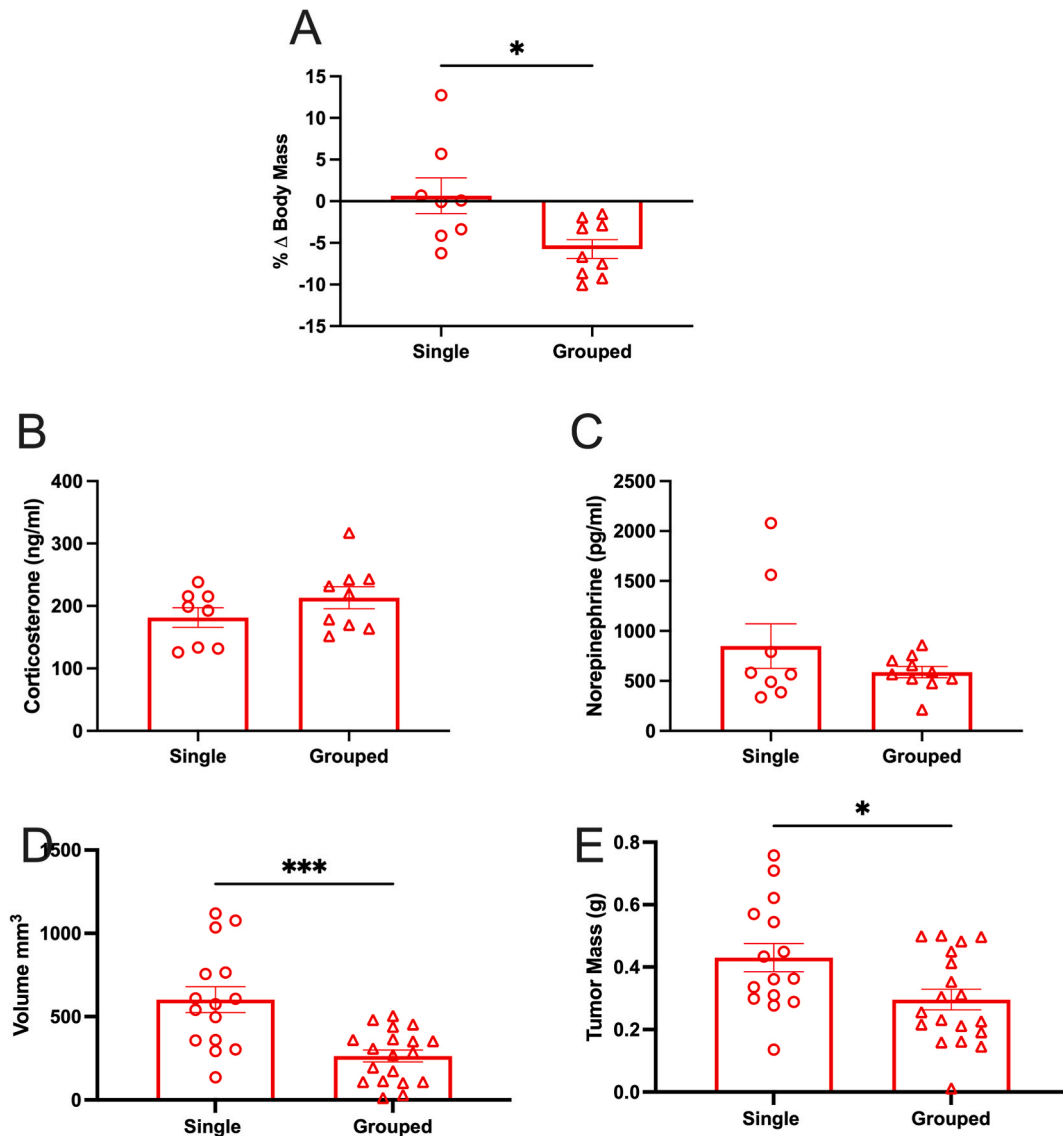 A
*
15
10
5
0
-5
-10
-15
% Δ Body Mass
Single Grouped
B
400
300
200
100
0
Corticosterone (ng/ml)
Single Grouped
C
2500
2000
1500
1000
500
0
Norepinephrine (pg/ml)
Single Grouped
D
***
1500
1000
500
0
Volume mm³
Single Grouped
E
*
0.8
0.6
0.4
0.2
0.0
Tumor Mass (g)
Single Grouped